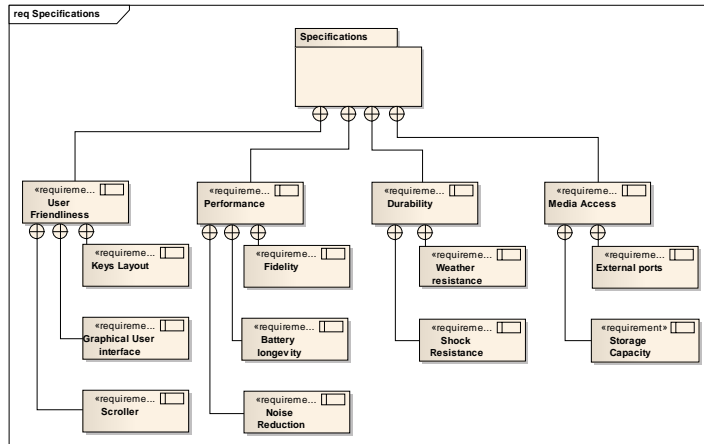 req Specifications
Specifications
«requireme...
User
Friendliness
«requireme...
Performance
«requireme...
Durability
«requireme...
Media Access
«requireme...
Keys Layout
«requireme...
Fidelity
«requireme...
Weather
resistance
«requireme...
External ports
«requireme...
Graphical User
interface
«requireme...
Battery
longevity
«requireme...
Shock
Resistance
«requirement»
Storage
Capacity
«requireme...
Scroller
«requireme...
Noise
Reduction